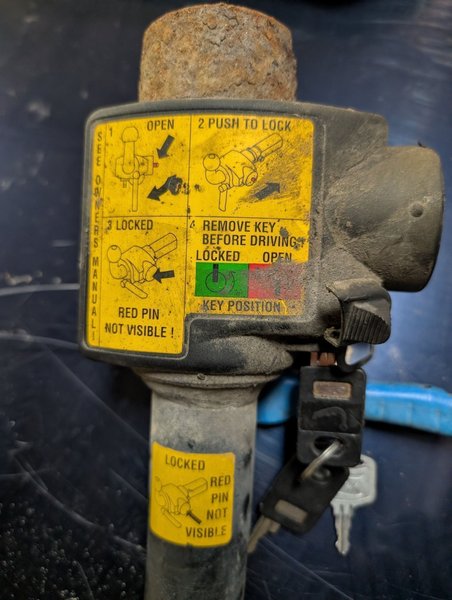 SEE OWNERS MANUAL!
1 OPEN
2 PUSH TO LOCK
3 LOCKED
RED PIN
NOT VISIBLE !
4 REMOVE KEY
BEFORE DRIVING
LOCKED OPEN
KEY POSITION
LOCKED
RED
PIN
NOT
VISIBLE